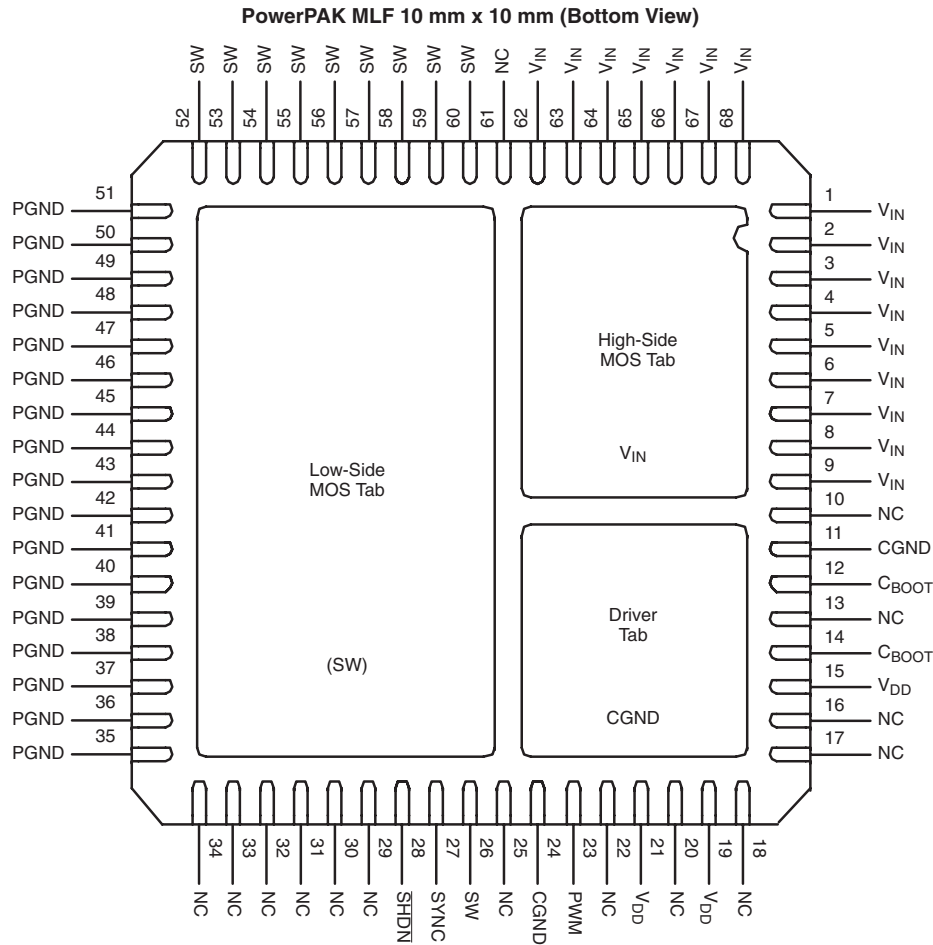 PowerPAK MLF 10 mm x 10 mm (Bottom View)
SW SW SW SW SW SW SW SW SW NC VIN VIN VIN VIN VIN VIN VIN
52 53 54 55 56 57 58 59 60 61 62 63 64 65 66 67 68
PGND 51 1 VIN
PGND 50 2 VIN
PGND 49 3 VIN
PGND 48 4 VIN
PGND 47 5 VIN
High-Side
MOS Tab
PGND 46 6 VIN
PGND 45 7 VIN
PGND 44 8 VIN
VIN
PGND 43 9 VIN
Low-Side
MOS Tab
PGND 42 10 NC
PGND 41 11 CGND
PGND 40 12 CBOOT
PGND 39 13 NC
Driver
Tab
PGND 38 14 CBOOT
(SW)
PGND 37 15 VDD
PGND 36 16 NC
CGND
PGND 35 17 NC
34 33 32 31 30 29 28 27 26 25 24 23 22 21 20 19 18
NC NC NC NC NC NC SHDN SYNC SW NC CGND PWM NC VDD NC VDD NC